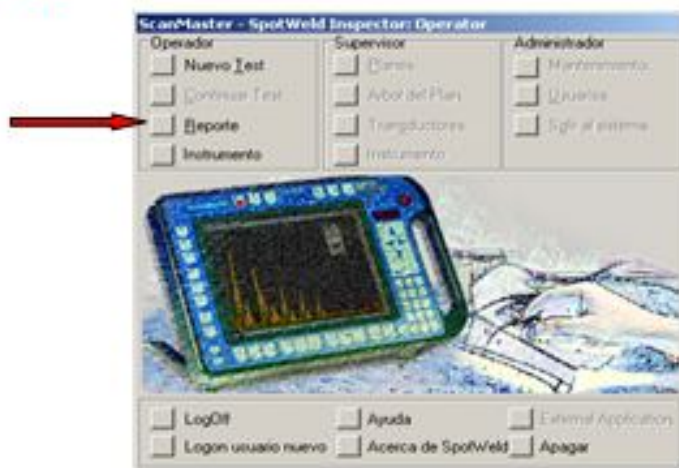 ScanMaster - SpotWeld Inspector: Operator
Operador
Nuevo Test
Continuar Test
Reporte
Instrumento
Supervisor
Planes
Arbol del Plan
Transductores
Instrumento
Administrador
Mantenimiento
Usuarios
Salir al sistema
LogOff
Ayuda
External Application
Logon usuario nuevo
Acerca de SpotWeld
Apagar